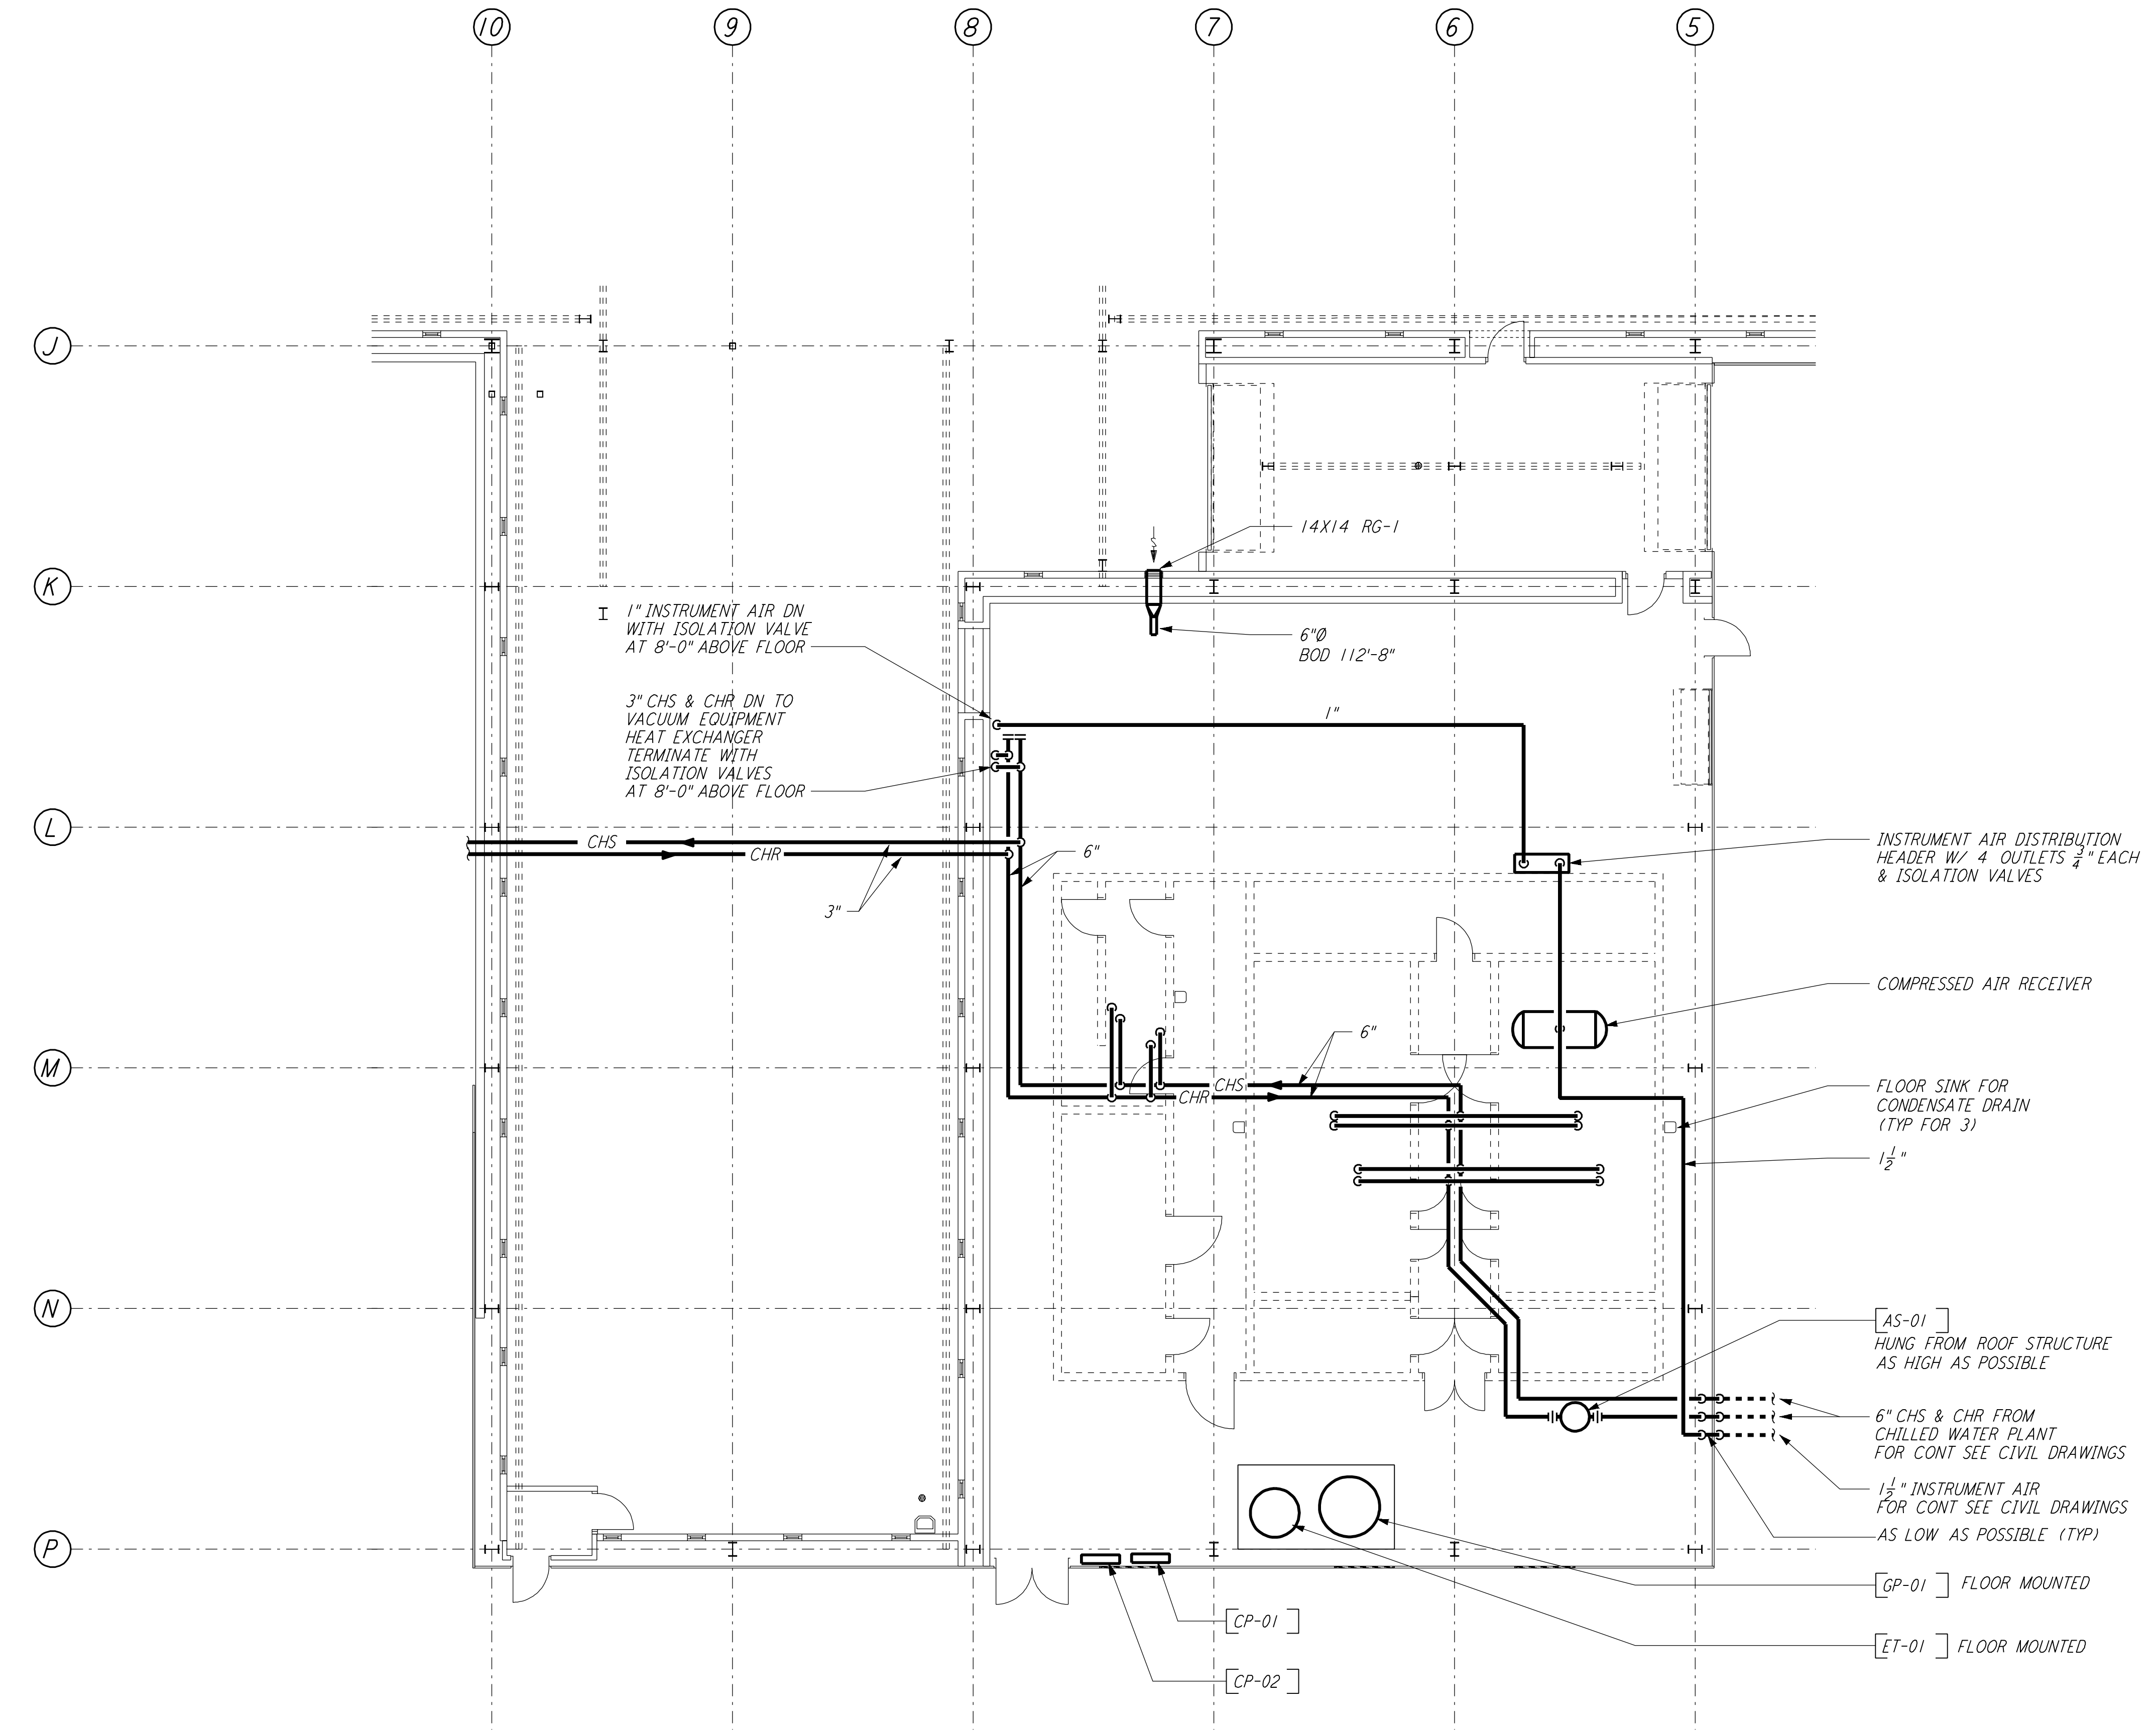 10
9
8
7
6
5
J
K
L
M
N
P
14X14 RG-1
6"Ø
BOD 112'-8"
1" INSTRUMENT AIR DN
WITH ISOLATION VALVE
AT 8'-0" ABOVE FLOOR
3" CHS & CHR DN TO
VACUUM EQUIPMENT
HEAT EXCHANGER
TERMINATE WITH
ISOLATION VALVES
AT 8'-0" ABOVE FLOOR
1"
CHS
CHR
6"
3"
INSTRUMENT AIR DISTRIBUTION
HEADER W/ 4 OUTLETS 3/4" EACH
& ISOLATION VALVES
COMPRESSED AIR RECEIVER
6"
CHS
CHR
FLOOR SINK FOR
CONDENSATE DRAIN
(TYP FOR 3)
1 1/2"
AS-01
HUNG FROM ROOF STRUCTURE
AS HIGH AS POSSIBLE
6" CHS & CHR FROM
CHILLED WATER PLANT
FOR CONT SEE CIVIL DRAWINGS
1 1/2" INSTRUMENT AIR
FOR CONT SEE CIVIL DRAWINGS
AS LOW AS POSSIBLE (TYP)
GP-01 FLOOR MOUNTED
CP-01
ET-01 FLOOR MOUNTED
CP-02